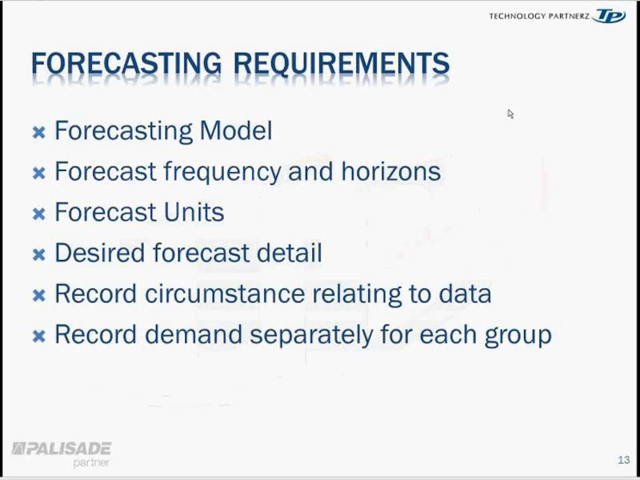 TECHNOLOGY PARTNERZ TP
FORECASTING REQUIREMENTS
Forecasting Model
Forecast frequency and horizons
Forecast Units
Desired forecast detail
Record circumstance relating to data
Record demand separately for each group
PALISADE
partner
13